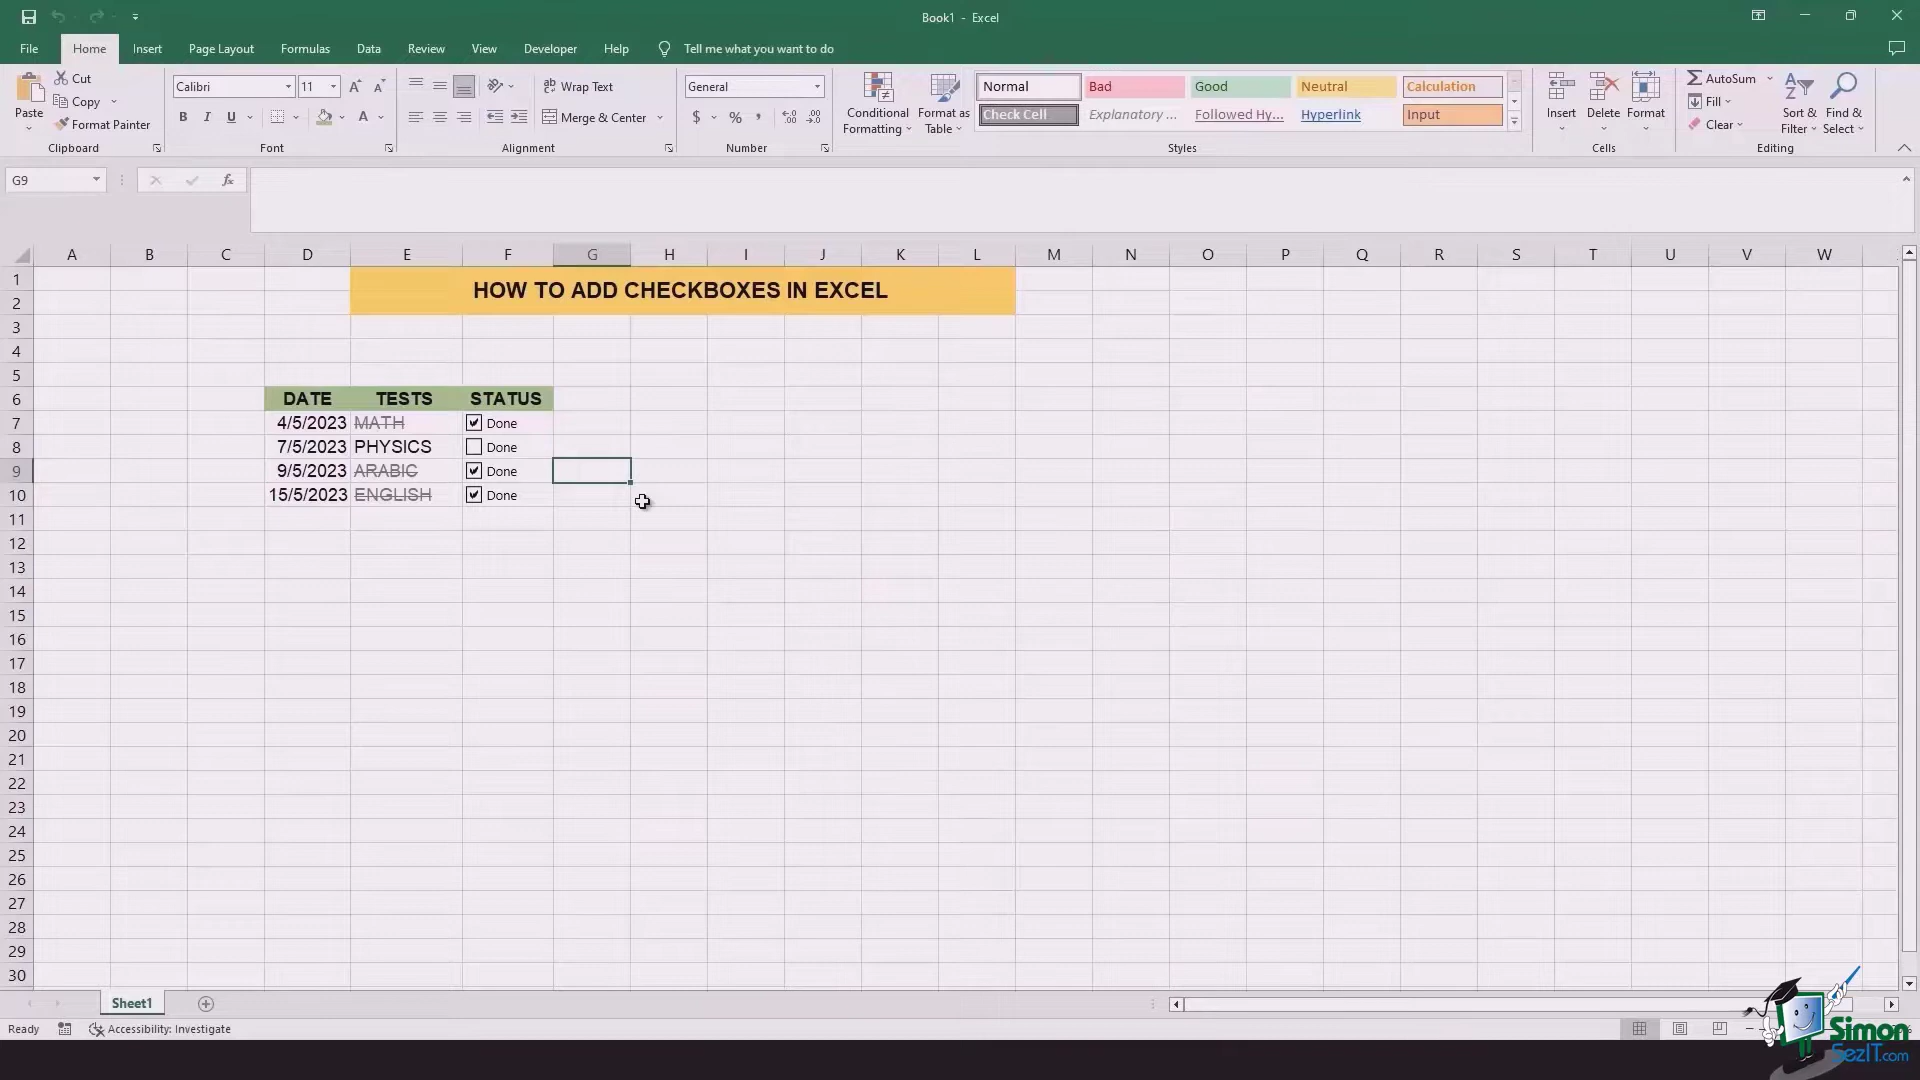 Book1 - Excel
File Home Insert Page Layout Formulas Data Review View Developer Help Tell me what you want to do
Paste
Cut
Copy
Format Painter
Clipboard
Calibri 11
B I U
Font
Wrap Text
Merge & Center
Alignment
General
$ % ,
Number
Conditional Formatting
Format as Table
Normal Bad Good Neutral Calculation
Check Cell Explanatory ... Followed Hy... Hyperlink Input
Styles
Insert Delete Format
Cells
AutoSum
Fill
Clear
Sort & Filter
Find & Select
Editing
G9
fx
A B C D E F G H I J K L M N O P Q R S T U V W
1
HOW TO ADD CHECKBOXES IN EXCEL
2
3
4
5
6 DATE TESTS STATUS
7 4/5/2023 MATH Done
8 7/5/2023 PHYSICS Done
9 9/5/2023 ARABIC Done
10 15/5/2023 ENGLISH Done
11
12
13
14
15
16
17
18
19
20
21
22
23
24
25
26
27
28
29
30
Sheet1
Ready Accessibility: Investigate
Simon
SezIT.com